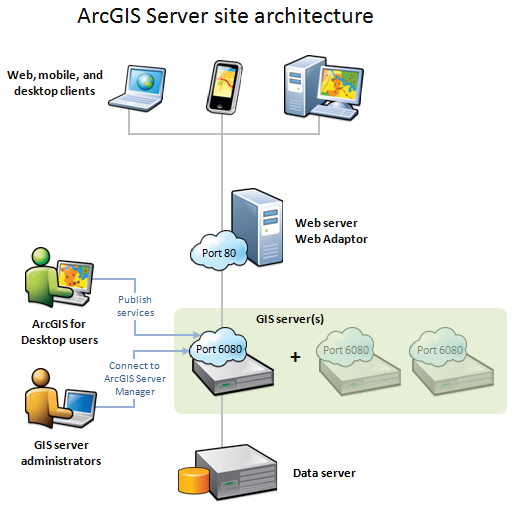 ArcGIS Server site architecture
Web, mobile, and
desktop clients
Web server
Web Adaptor
Port 80
Publish
services
ArcGIS for
Desktop users
GIS server(s)
Port 6080
+
Port 6080
Port 6080
Connect to
ArcGIS Server
Manager
GIS server
administrators
Data server